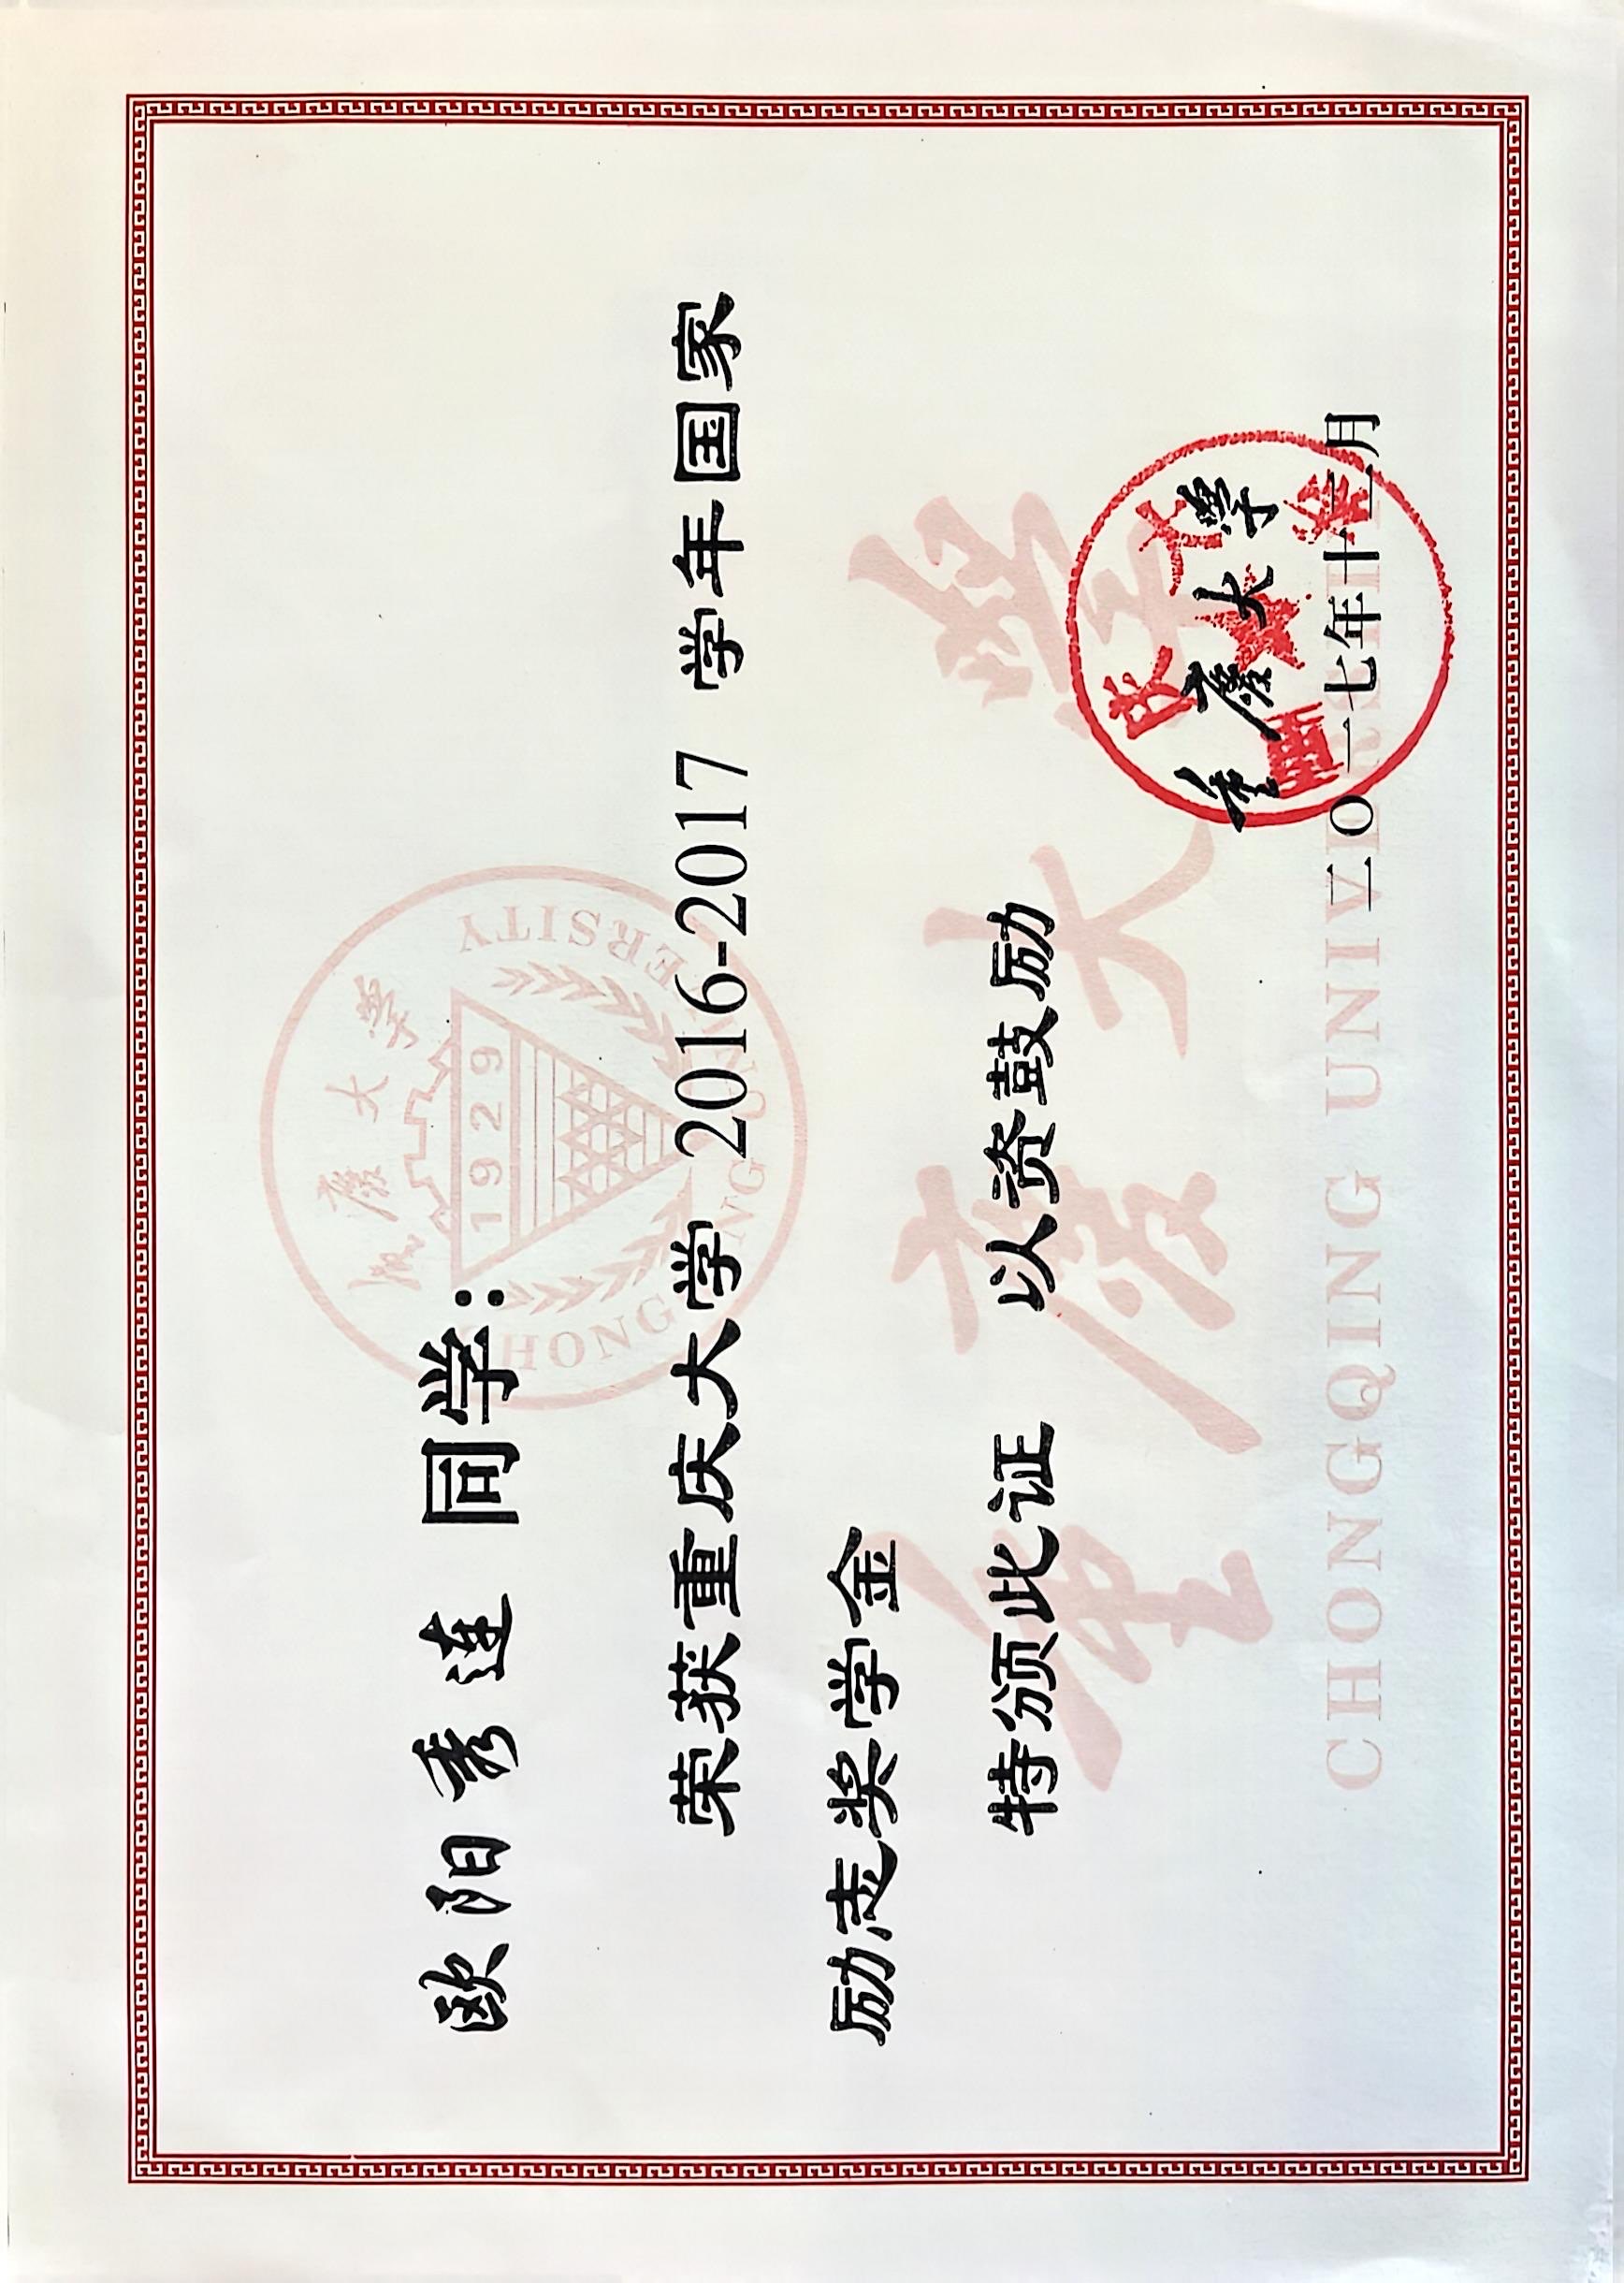 重慶大學
1929
CHONGQING UNIVERSITY
欧阳秀连 同学：
荣获重庆大学 2016-2017 学年国家
励志奖学金
特颁此证 以资鼓励
重慶大學
CHONGQING UNIVERSITY
重庆大学
重慶大学
二〇一七年十二月